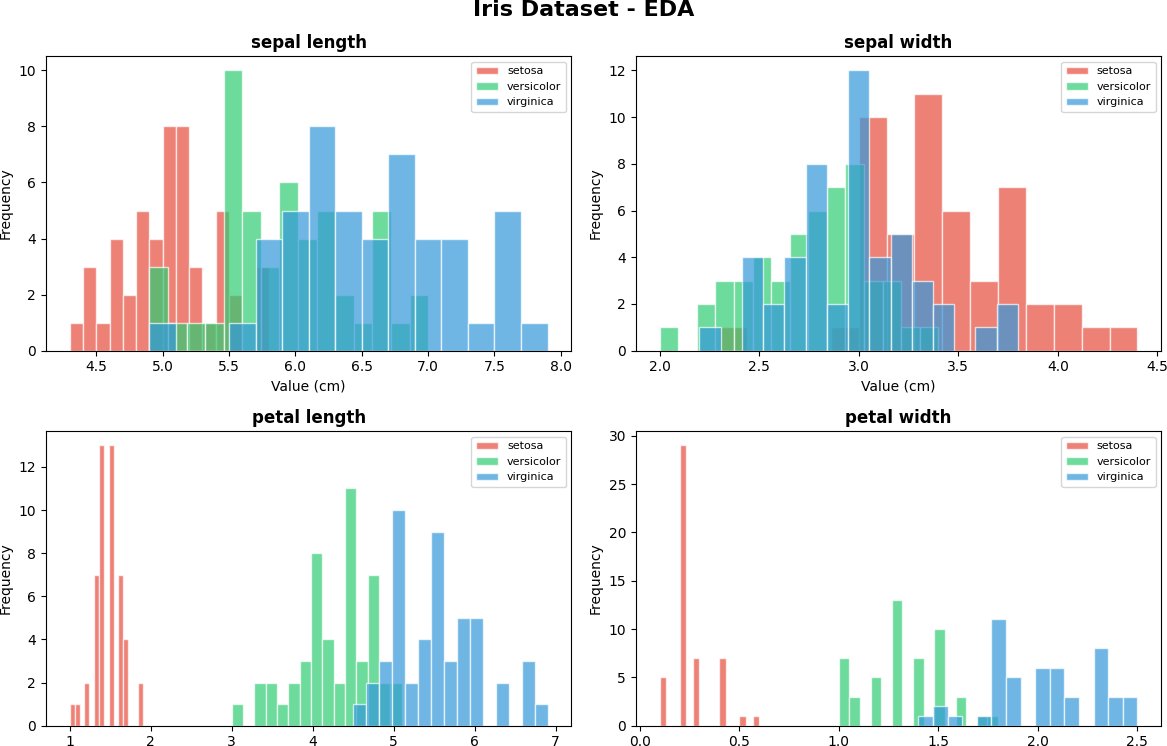 Iris Dataset - EDA
sepal length
Frequency
10
8
6
4
2
0
setosa
versicolor
virginica
4.5 5.0 5.5 6.0 6.5 7.0 7.5 8.0
Value (cm)
sepal width
Frequency
12
10
8
6
4
2
0
setosa
versicolor
virginica
2.0 2.5 3.0 3.5 4.0 4.5
Value (cm)
petal length
Frequency
12
10
8
6
4
2
0
setosa
versicolor
virginica
1 2 3 4 5 6 7
petal width
Frequency
30
25
20
15
10
5
0
setosa
versicolor
virginica
0.0 0.5 1.0 1.5 2.0 2.5